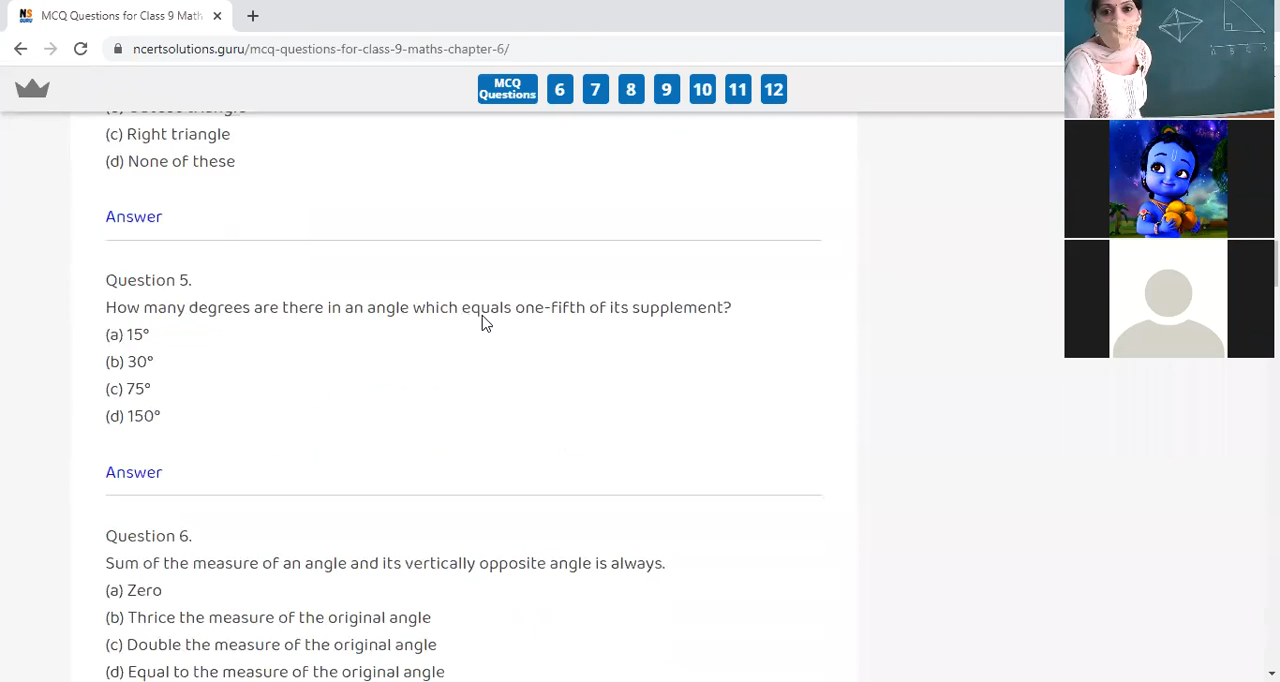 MCQ Questions for Class 9 Math
ncertsolutions.guru/mcq-questions-for-class-9-maths-chapter-6/
MCQ
Questions
6 7 8 9 10 11 12
(c) Right triangle
(d) None of these
Answer
Question 5.
How many degrees are there in an angle which equals one-fifth of its supplement?
(a) 15°
(b) 30°
(c) 75°
(d) 150°
Answer
Question 6.
Sum of the measure of an angle and its vertically opposite angle is always.
(a) Zero
(b) Thrice the measure of the original angle
(c) Double the measure of the original angle
(d) Equal to the measure of the original angle